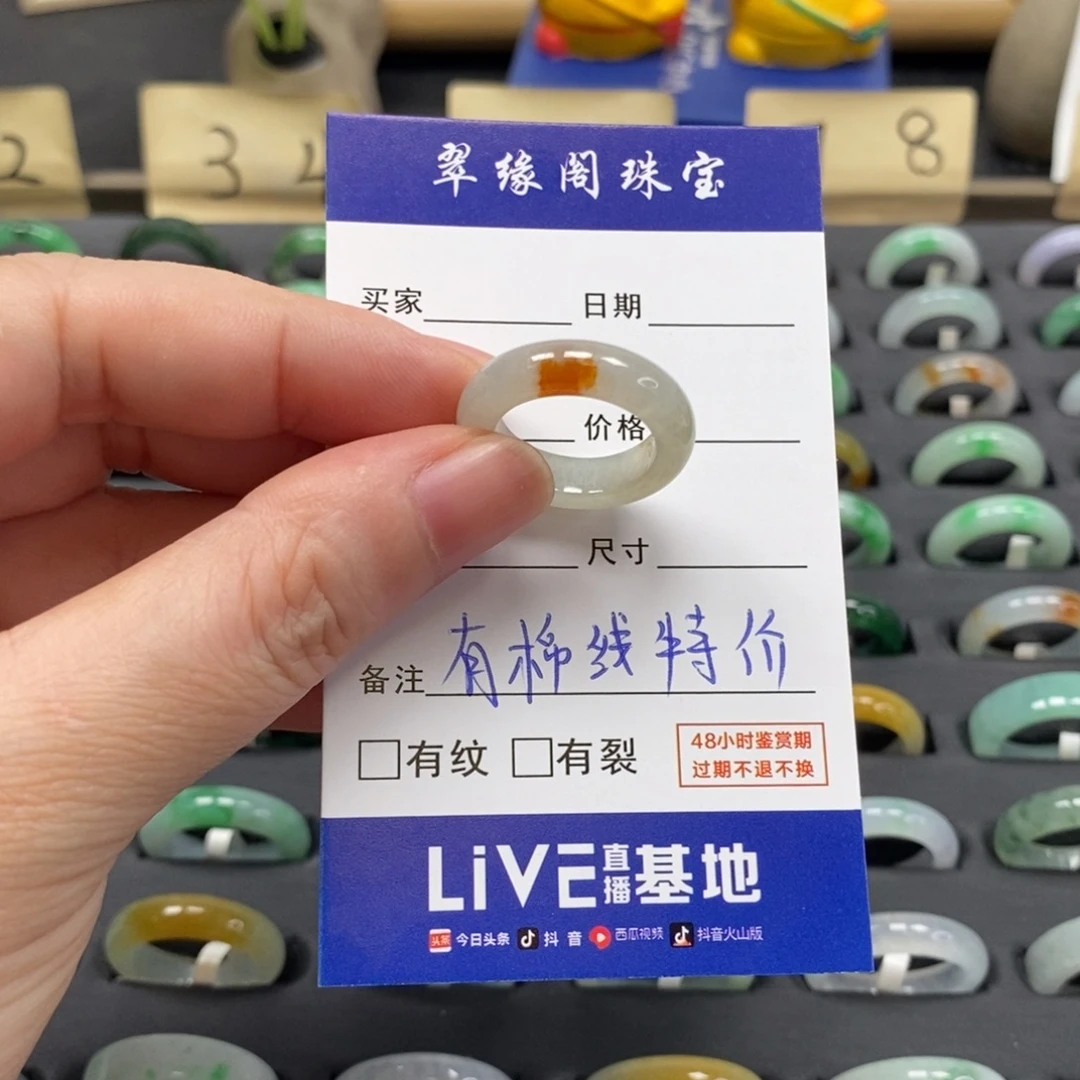 2
3 4
8
翠缘阁珠宝
买家 日期
价格
尺寸
备注 有棉线特价
有纹 有裂
48小时鉴赏期
过期不退不换
LiVE直播基地
头条 今日头条 抖音 西瓜视频 抖音火山版